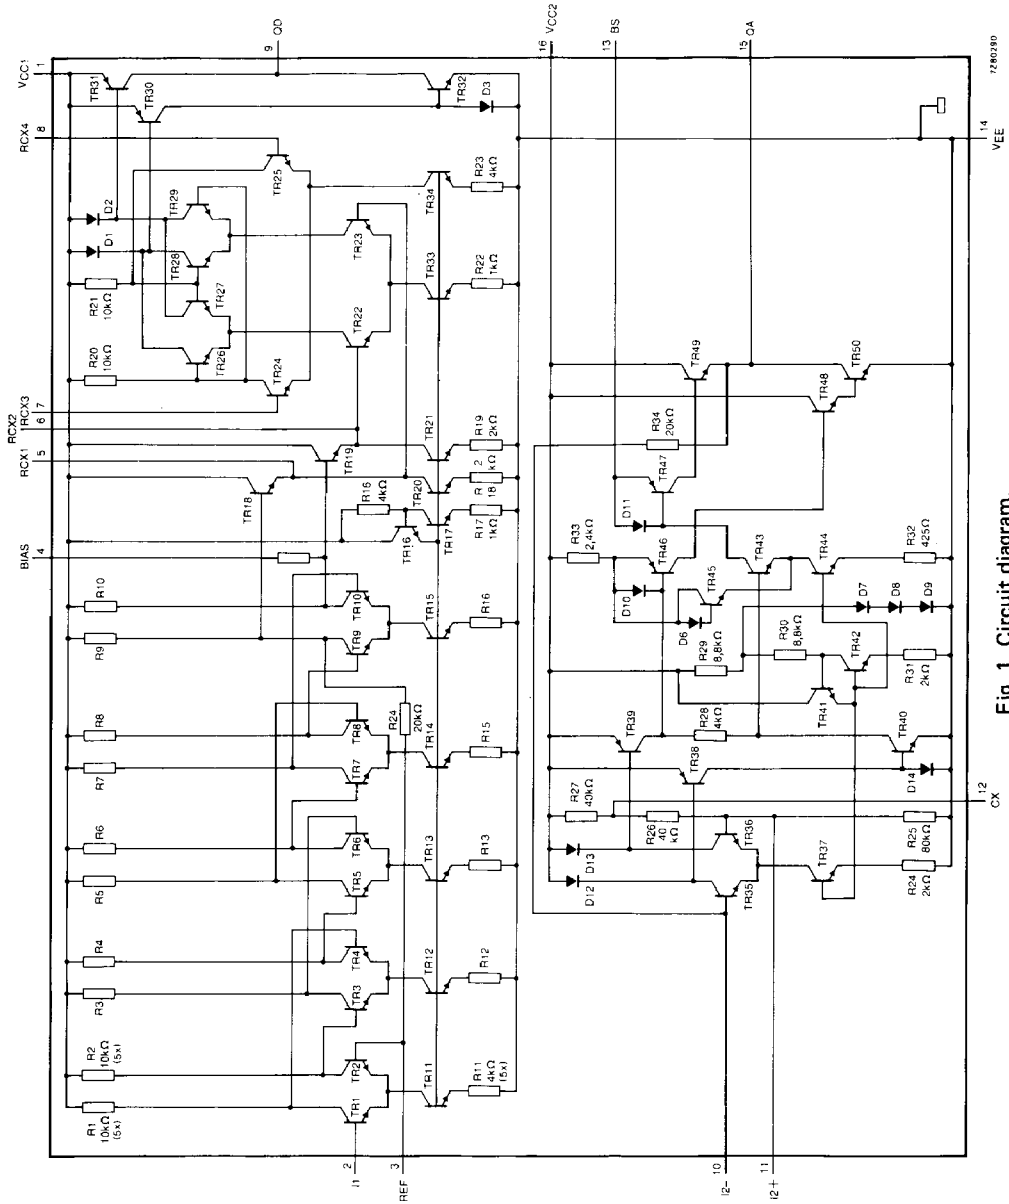 VCC1
1
RCX4
8
9
QD
VCC2
16
BS
13
QA
15
RCX3
7
RCX2
6
RCX1
5
BIAS
4
I1
2
REF
3
I2-
10
I2+
11
CX
12
VEE
14
7Z80290
TR31
TR30
TR32
D3
TR25
D2
D1
TR29
TR28
TR27
TR26
R21
10kΩ
R20
10kΩ
TR24
TR23
TR22
TR34
TR33
R23
4kΩ
R22
1kΩ
TR19
TR18
TR21
TR20
R19
2kΩ
R
18
2
kΩ
R17
1kΩ
TR17
TR16
R16
4kΩ
R10
R9
TR10
TR9
TR15
R16
R8
R7
TR8
TR7
R24
20kΩ
TR14
R15
R6
R5
TR6
TR5
TR13
R13
R4
R3
TR4
TR3
TR12
R12
R2
10kΩ
(5x)
R1
10kΩ
(5x)
TR2
TR1
TR11
R11
4kΩ
(5x)
TR49
TR50
TR48
R34
20kΩ
TR47
D11
TR46
R33
2,4kΩ
D10
TR45
D6
TR43
TR44
R32
425Ω
D7
D8
D9
R29
8,8kΩ
R30
8,8kΩ
TR42
TR41
R31
2kΩ
TR39
R28
4kΩ
TR38
TR40
D14
R27
40kΩ
R26
40
kΩ
D13
D12
TR36
TR35
TR37
R25
80kΩ
R24
2kΩ
Fig. 1 Circuit diagram